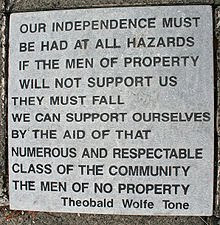 OUR INDEPENDENCE MUST
BE HAD AT ALL HAZARDS
IF THE MEN OF PROPERTY
WILL NOT SUPPORT US
THEY MUST FALL
WE CAN SUPPORT OURSELVES
BY THE AID OF THAT
NUMEROUS AND RESPECTABLE
CLASS OF THE COMMUNITY
THE MEN OF NO PROPERTY
Theobald Wolfe Tone